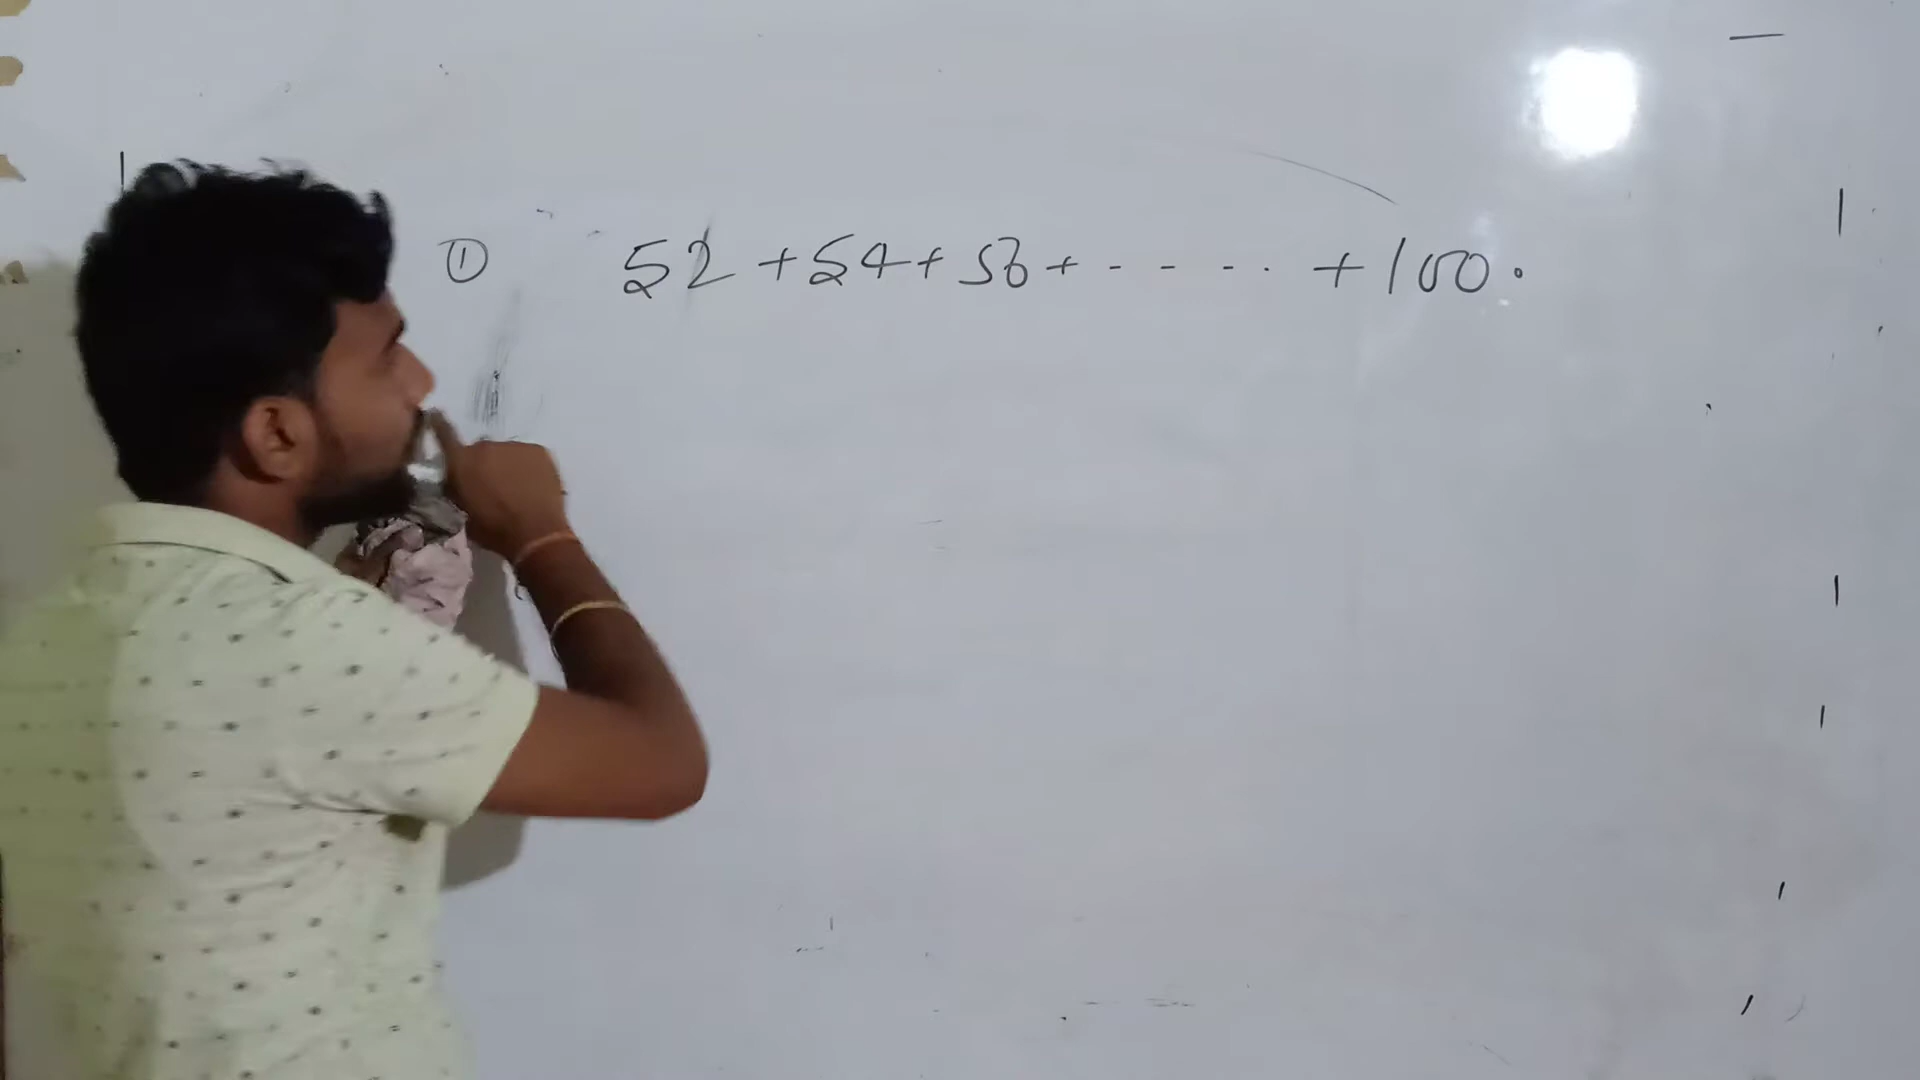 ① 52 + 54 + 56 + - - - - · + 100.